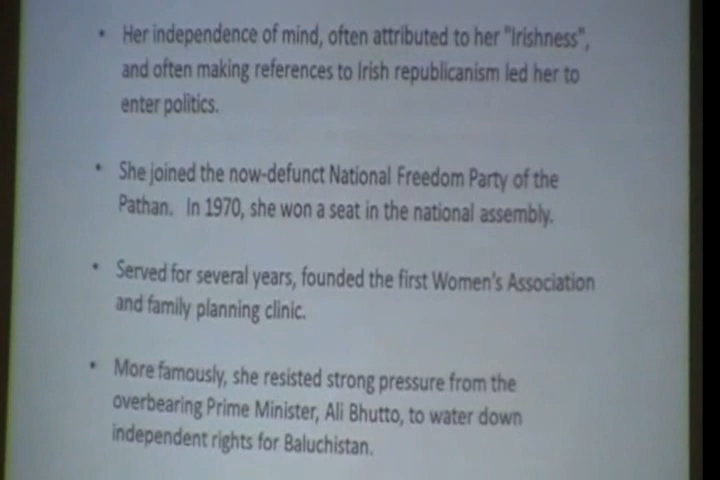 • Her independence of mind, often attributed to her "Irishness",
and often making references to Irish republicanism led her to
enter politics.
• She joined the now-defunct National Freedom Party of the
Pathan. In 1970, she won a seat in the national assembly.
• Served for several years, founded the first Women's Association
and family planning clinic.
• More famously, she resisted strong pressure from the
overbearing Prime Minister, Ali Bhutto, to water down
independent rights for Baluchistan.